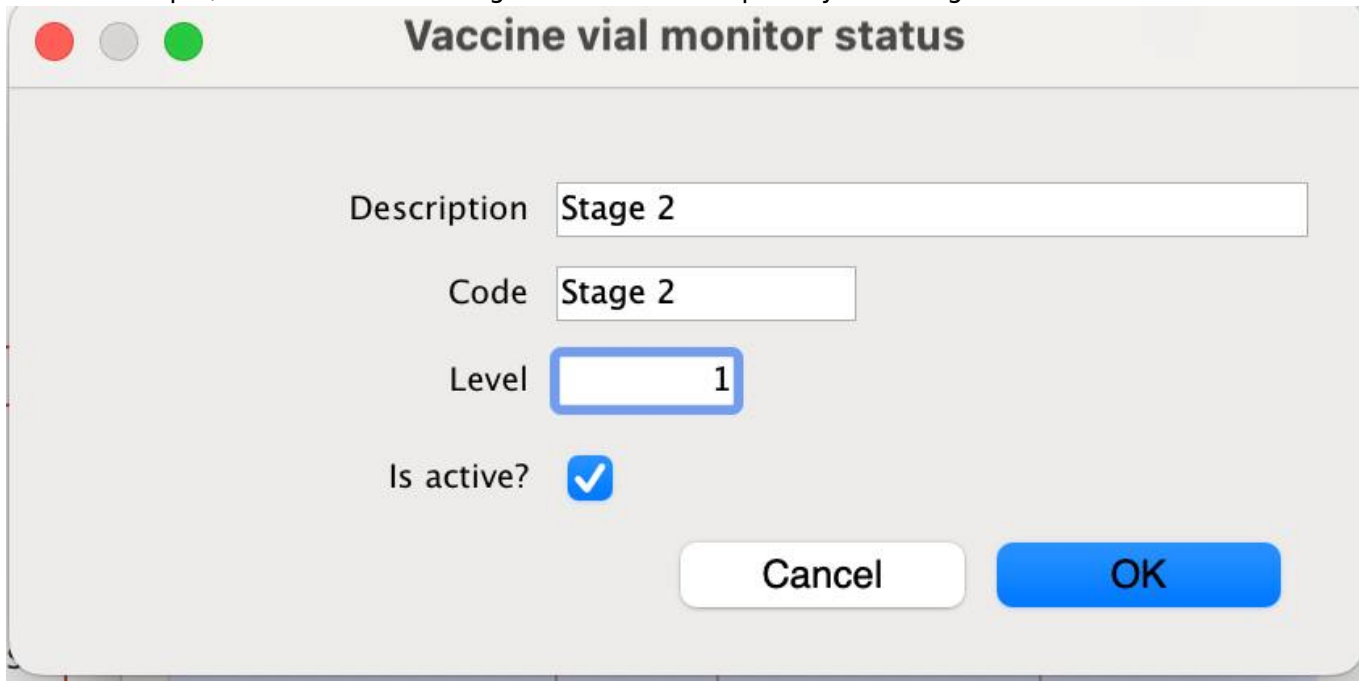 Vaccine vial monitor status
Description Stage 2
Code Stage 2
Level 1
Is active?
Cancel OK